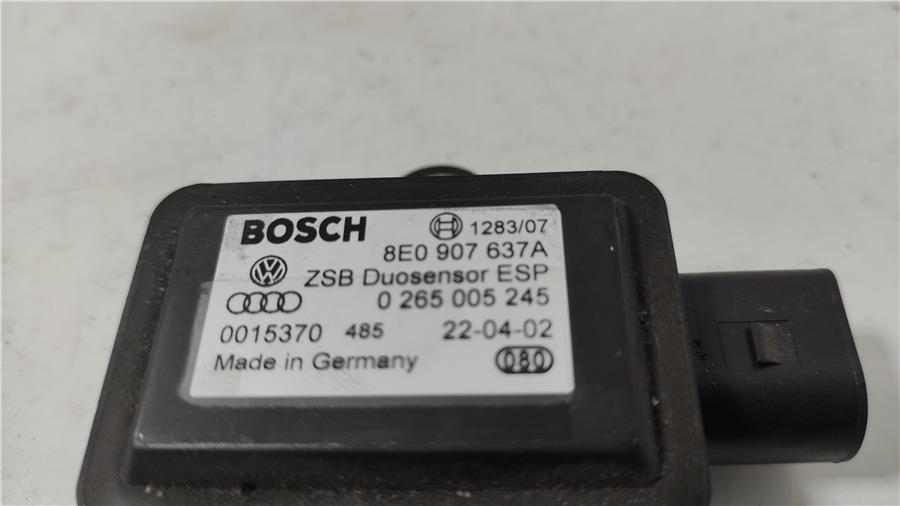 BOSCH 1283/07
8E0 907 637A
ZSB Duosensor ESP
0 265 005 245
0015370 485 22-04-02
Made in Germany 080